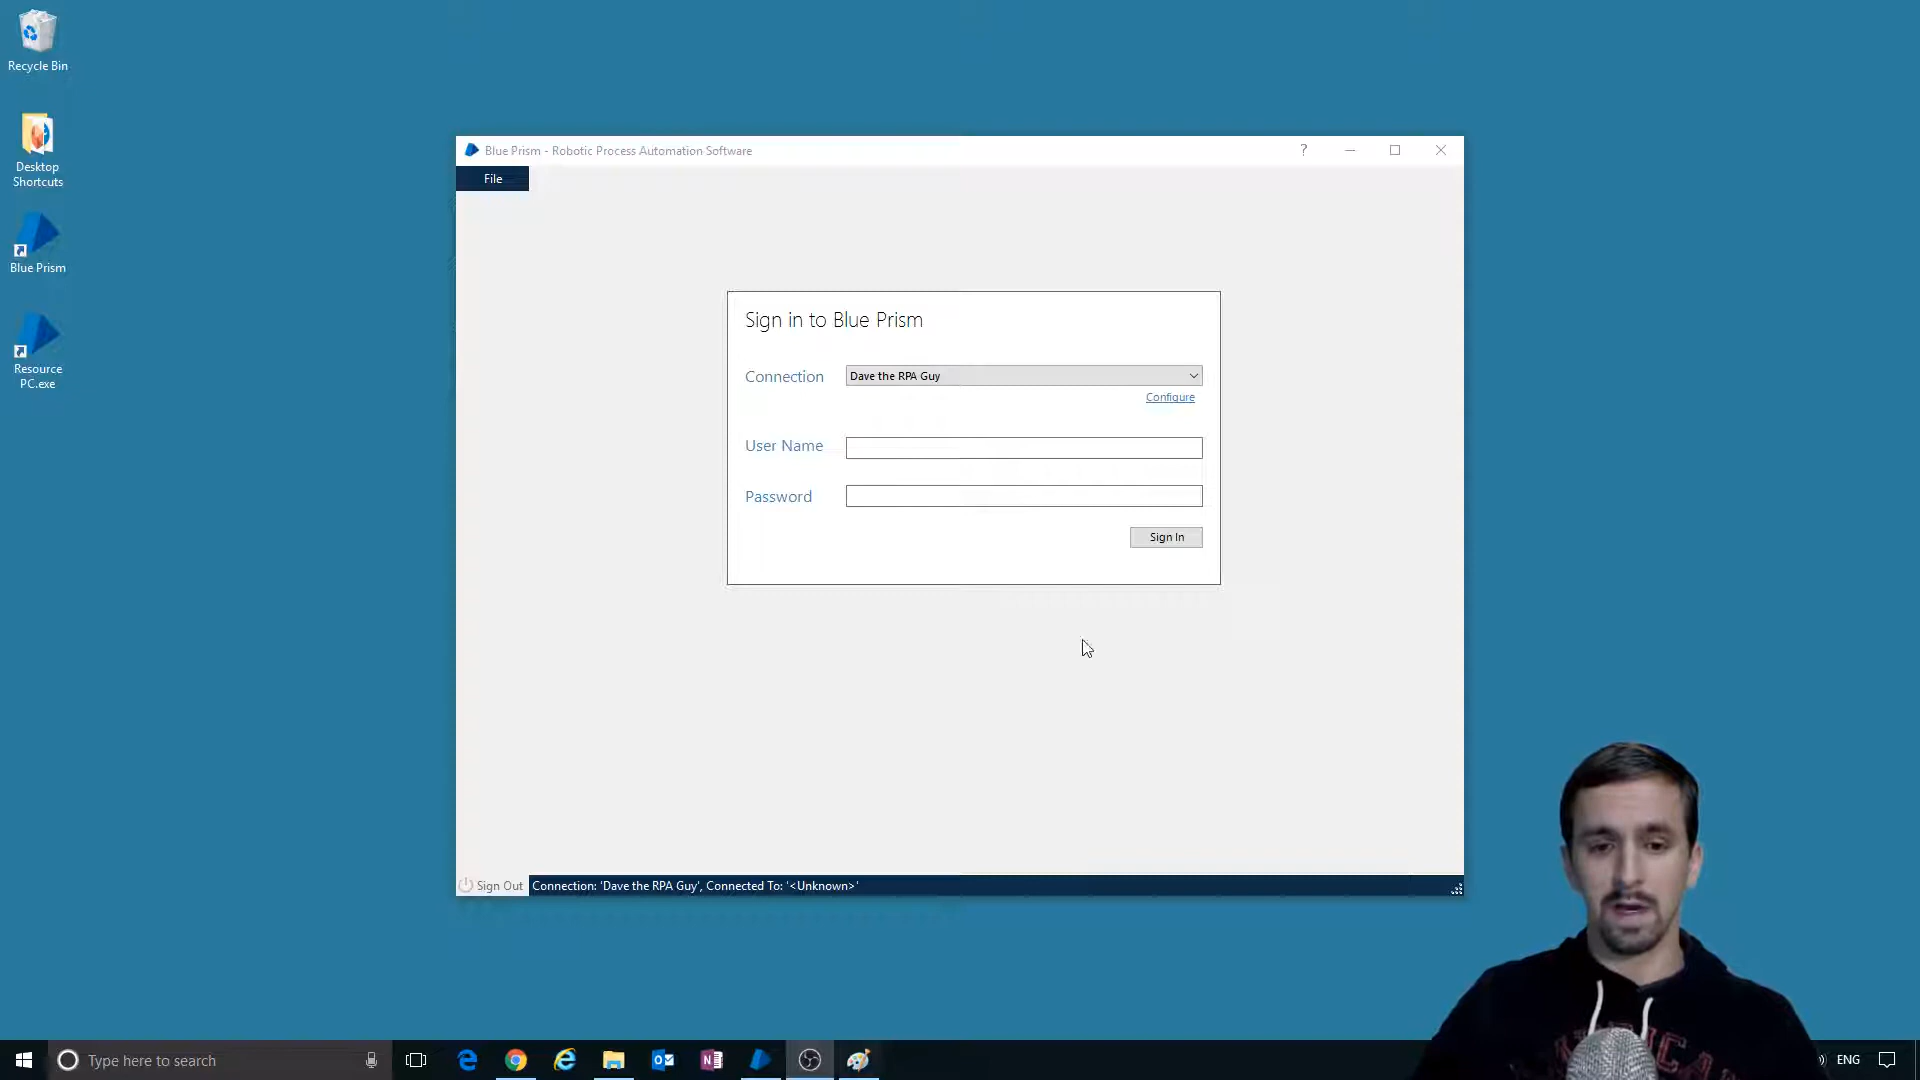 Recycle Bin
Desktop
Shortcuts
Blue Prism
Resource
PC.exe
Blue Prism - Robotic Process Automation Software
?
File
Sign in to Blue Prism
Connection
Dave the RPA Guy
Configure
User Name
Password
Sign In
Sign Out
Connection: 'Dave the RPA Guy', Connected To: '<Unknown>'
Type here to search
ENG